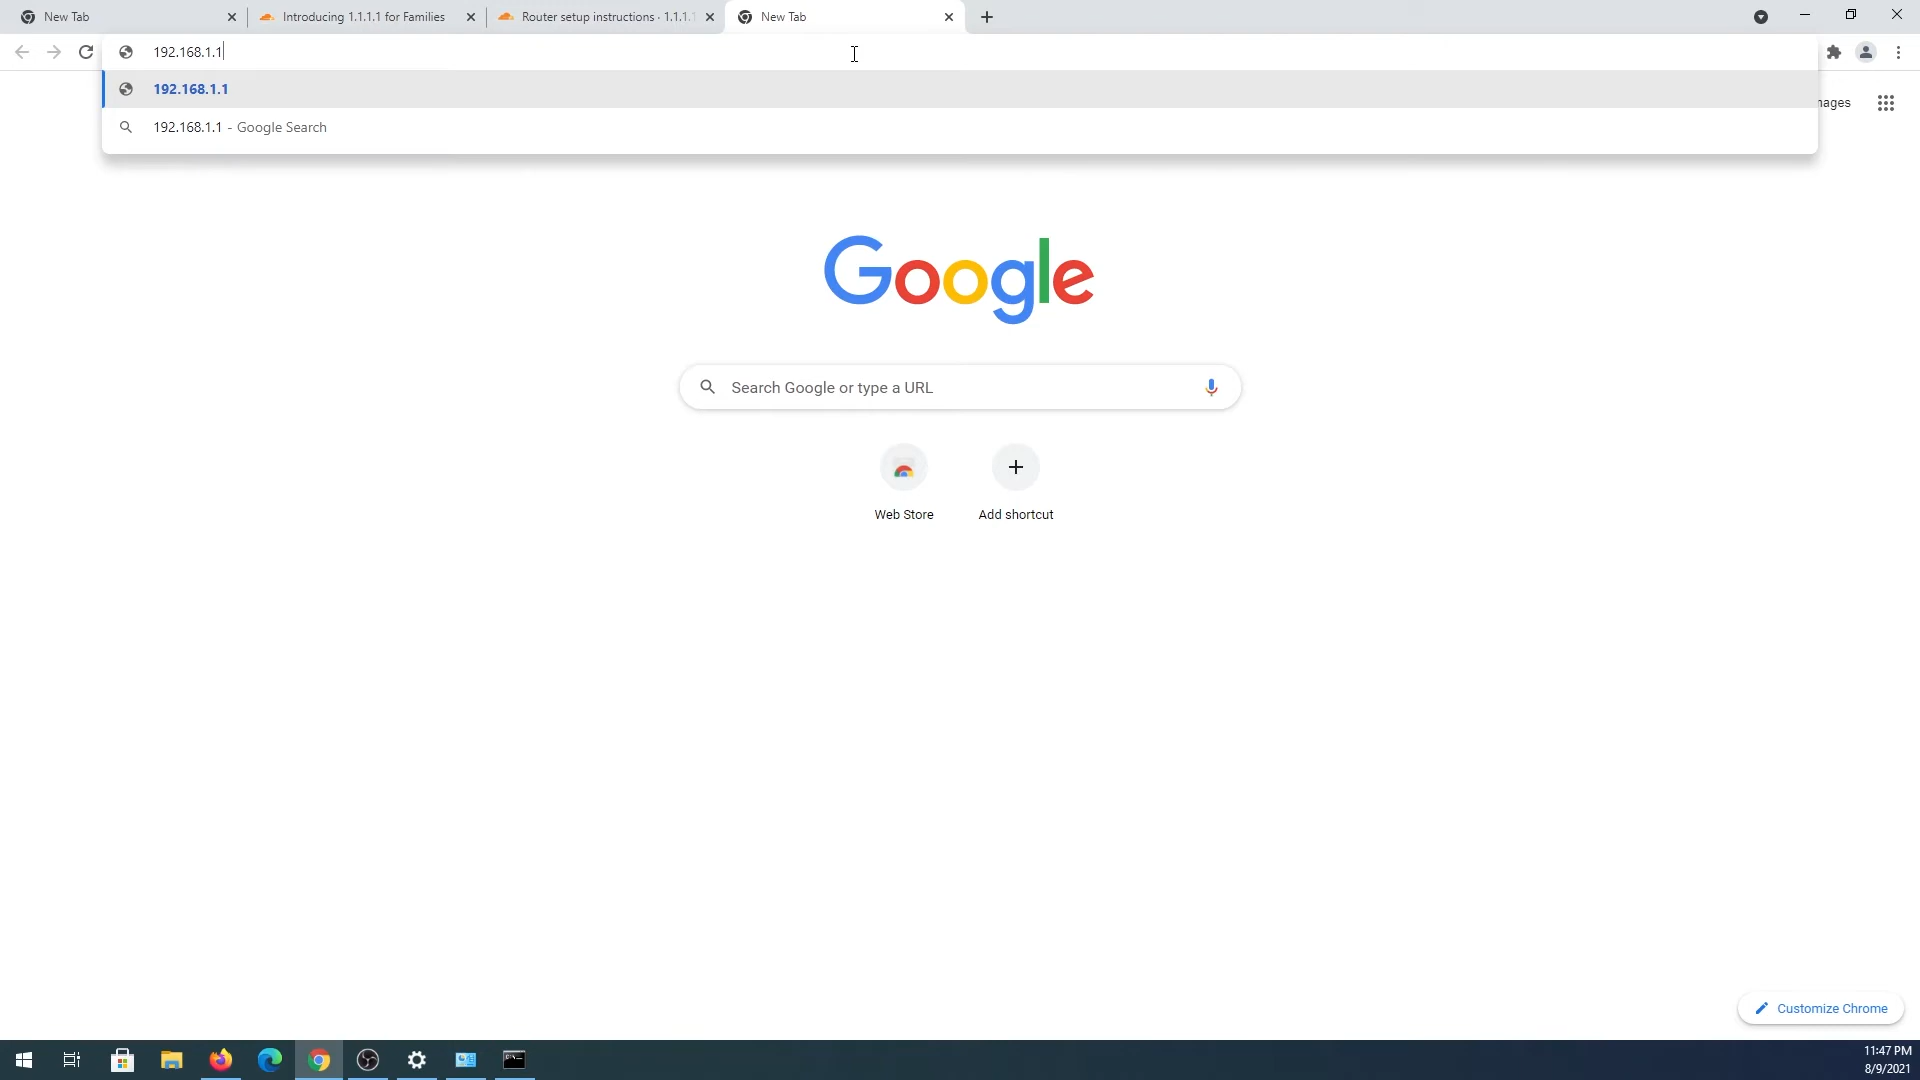 New Tab
Introducing 1.1.1.1 for Families
Router setup instructions · 1.1.1.1
New Tab
192.168.1.1
192.168.1.1
192.168.1.1 - Google Search
Google
Search Google or type a URL
Web Store
Add shortcut
Customize Chrome
11:47 PM
8/9/2021